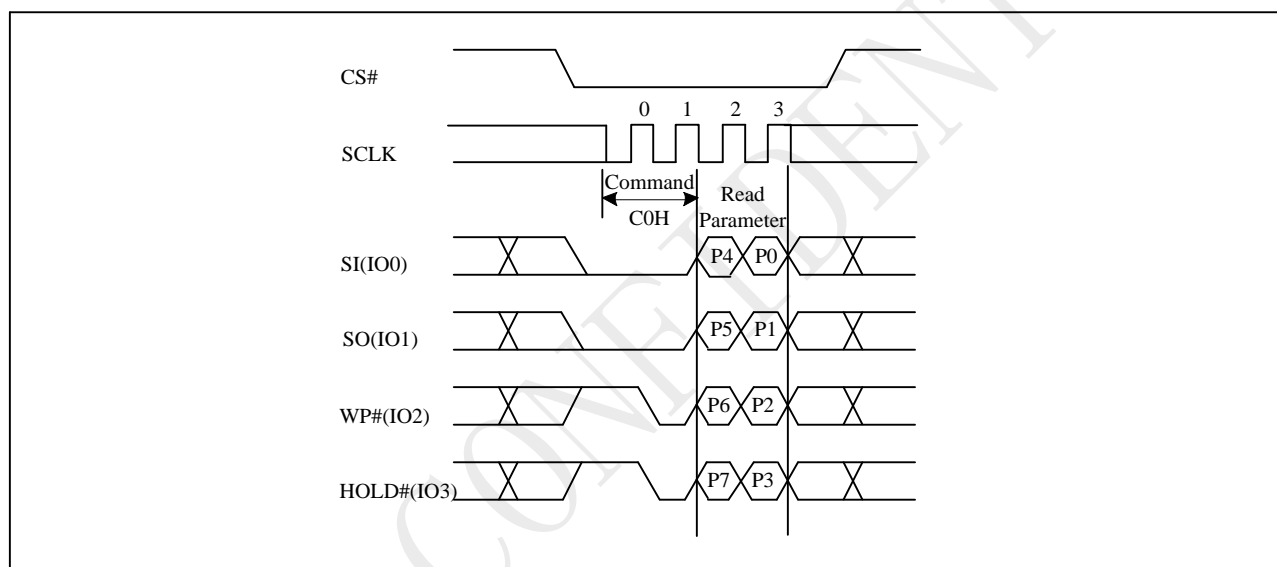 CS#
0 1 2 3
SCLK
Command
C0H
Read
Parameter
SI(IO0)
P4 P0
SO(IO1)
P5 P1
WP#(IO2)
P6 P2
HOLD#(IO3)
P7 P3